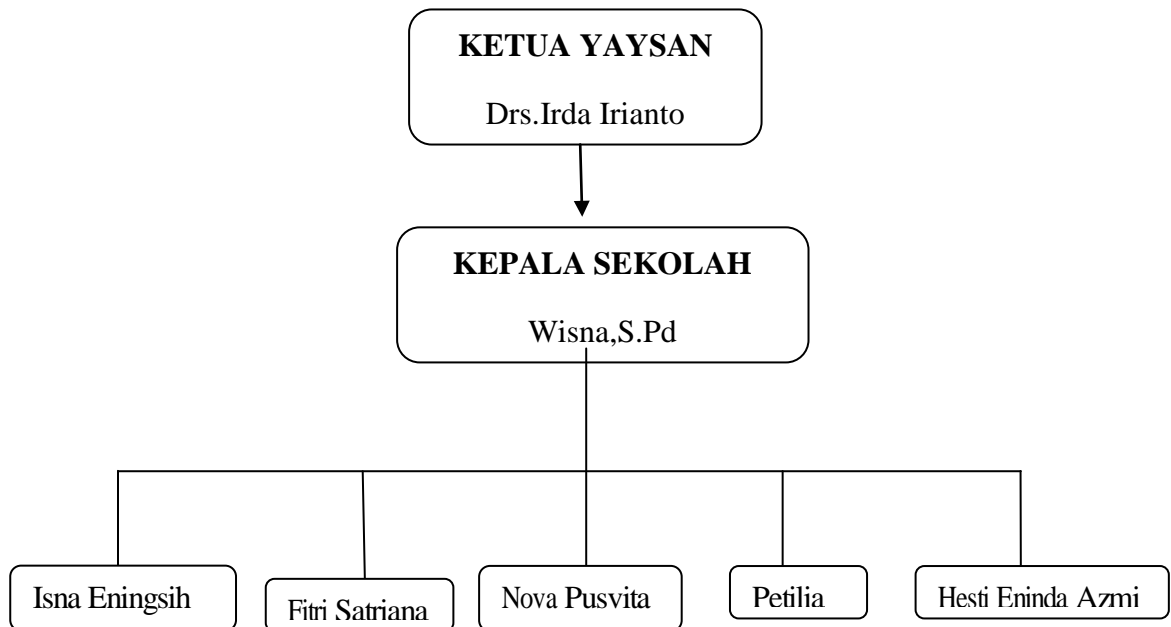 KETUA YAYSAN
Drs.Irda Irianto
KEPALA SEKOLAH
Wisna,S.Pd
Isna Eningsih
Fitri Satriana
Nova Pusvita
Petilia
Hesti Eninda Azmi